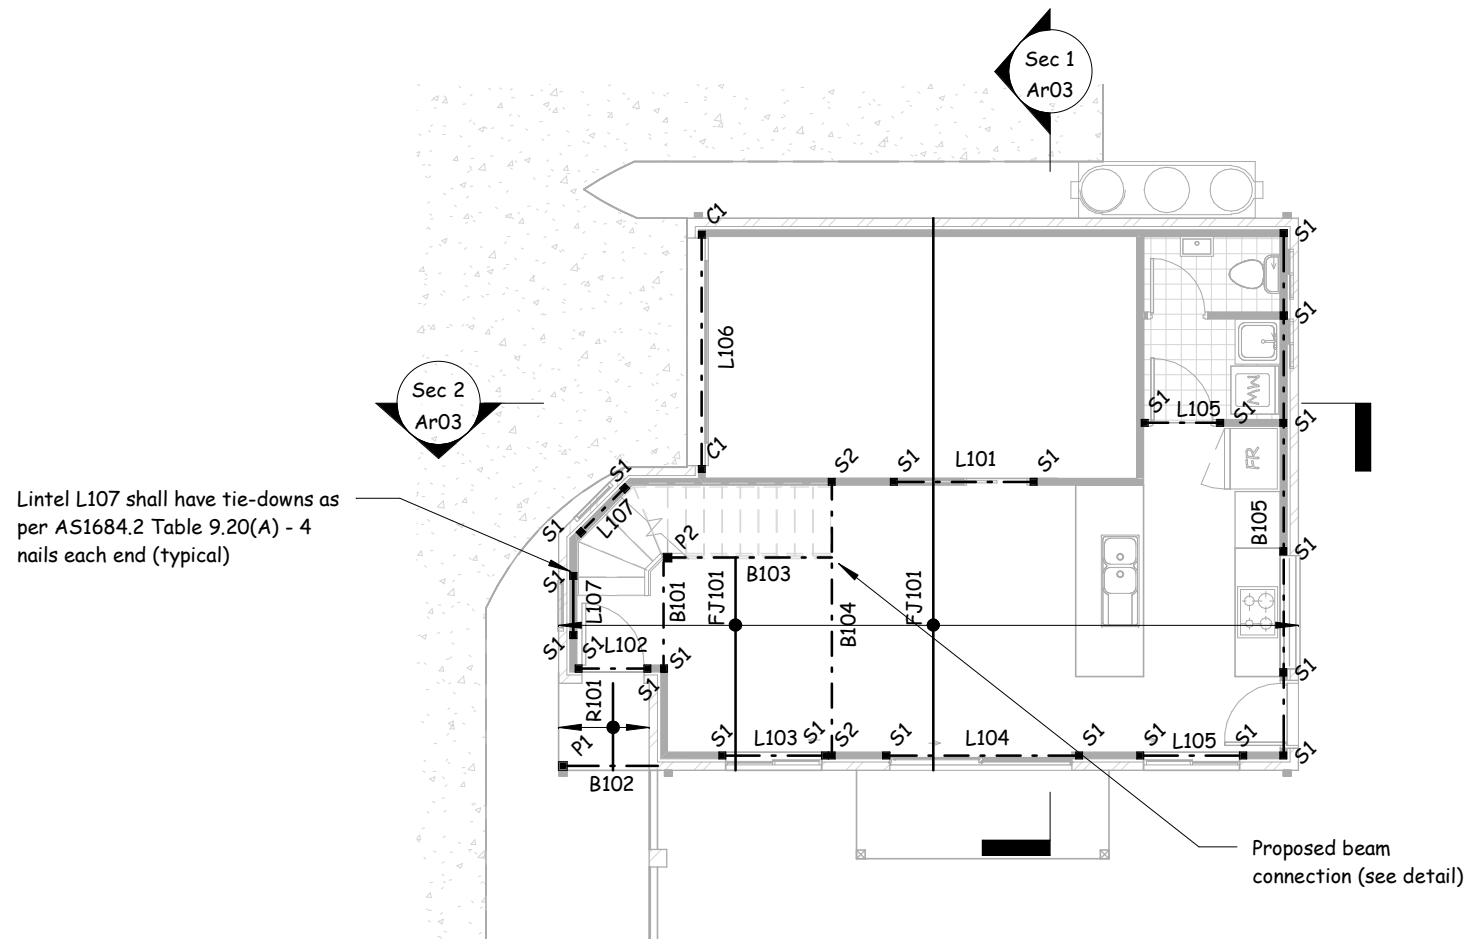 Sec 1
Ar03
C1
S1
S1
L106
Sec 2
Ar03
S1
L105
S1
S1
MW
C1
S2
S1
L101
S1
FR
S1
Lintel L107 shall have tie-downs as
per AS1684.2 Table 9.20(A) - 4
nails each end (typical)
S1
L107
P2
B105
S1
B103
S1
L107
B101
FJ101
B104
FJ101
S1
S1
L102
S1
S1
S1
R101
P1
B102
S1
L103
S1
S2
S1
L104
S1
S1
L105
S1
S1
Proposed beam
connection (see detail)